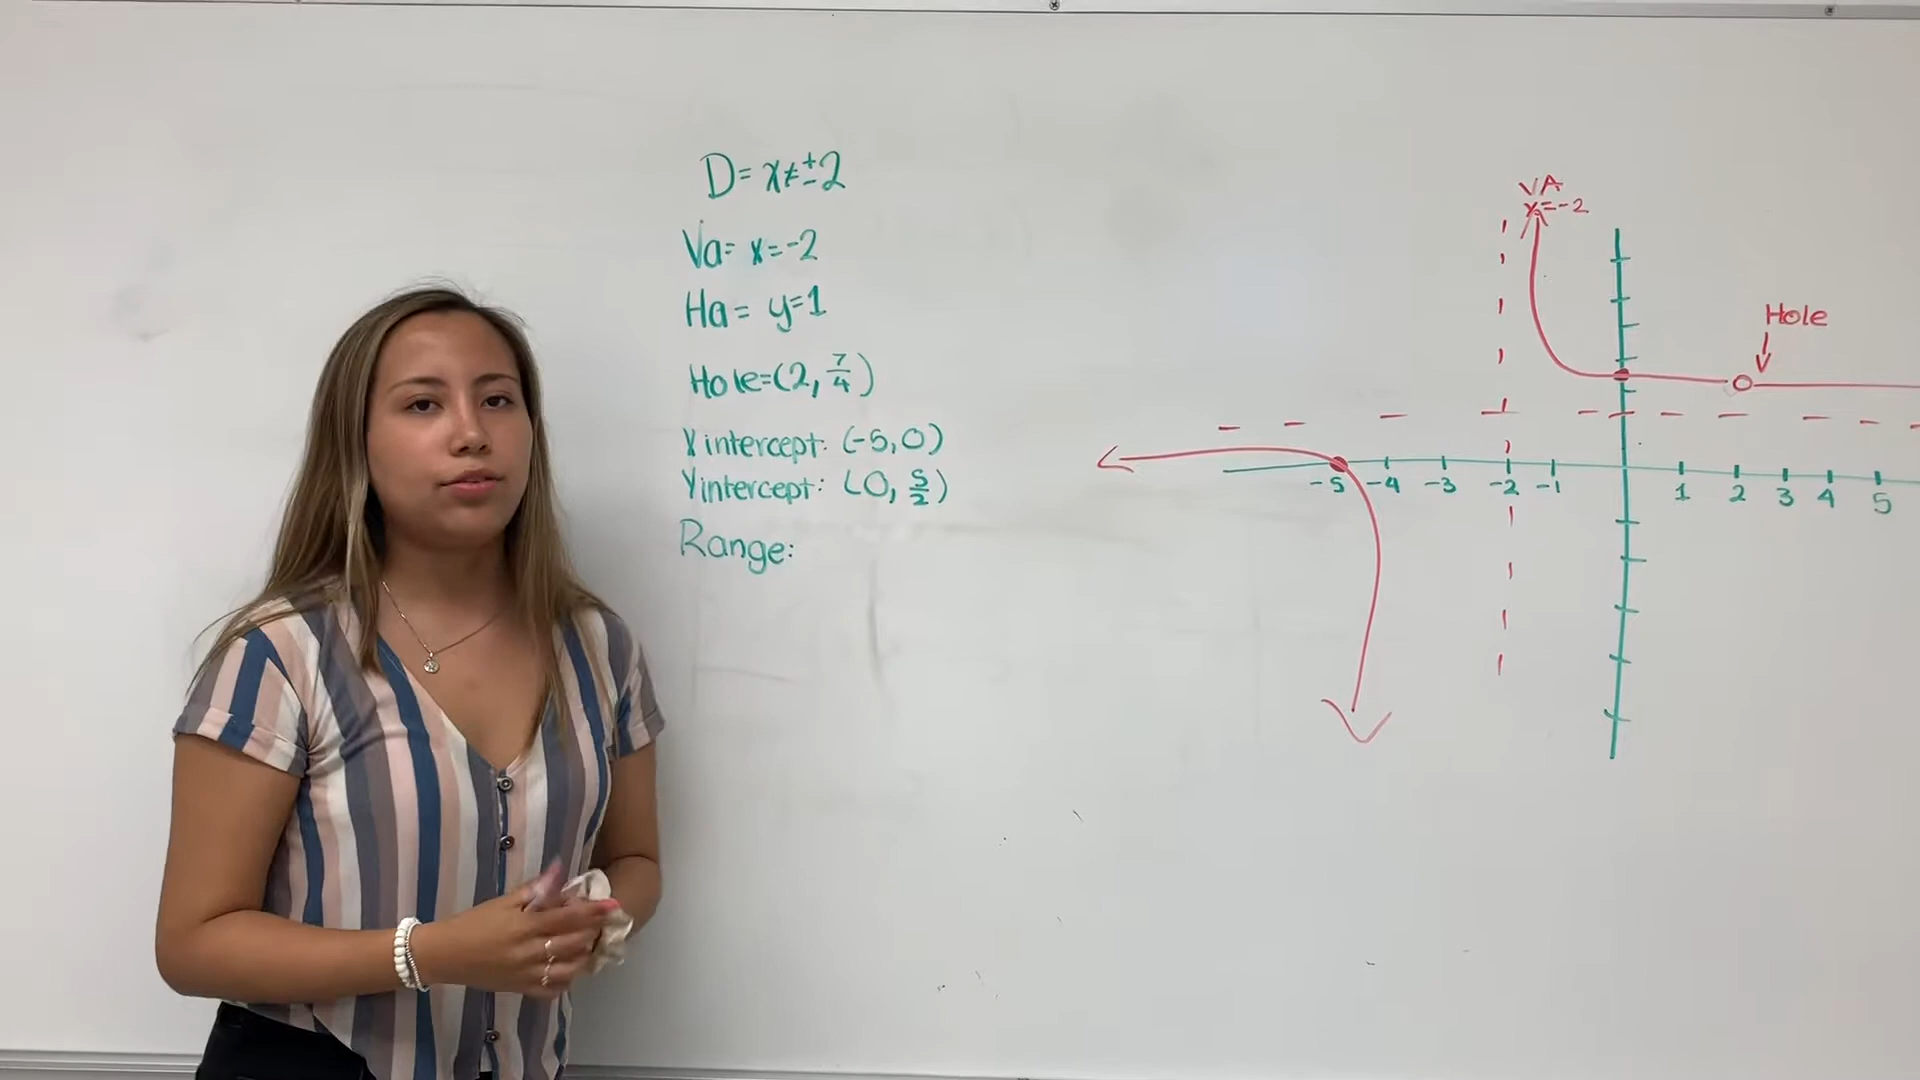 D= x≠±2
Va= x=-2
Ha= y=1
Hole=(2, 7/4)
X intercept: (-5,0)
Y intercept: (0, 5/2)
Range:
VA
x=-2
Hole
-5 -4 -3 -2 -1 1 2 3 4 5